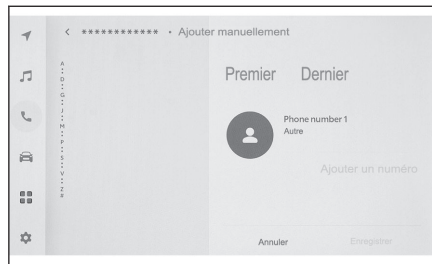 < ************ • Ajouter manuellement
A
•
D
•
G
•
J
•
M
•
P
•
S
•
V
•
Z
#
Premier Dernier
Phone number 1
Autre
Ajouter un numéro
Annuler Enregistrer